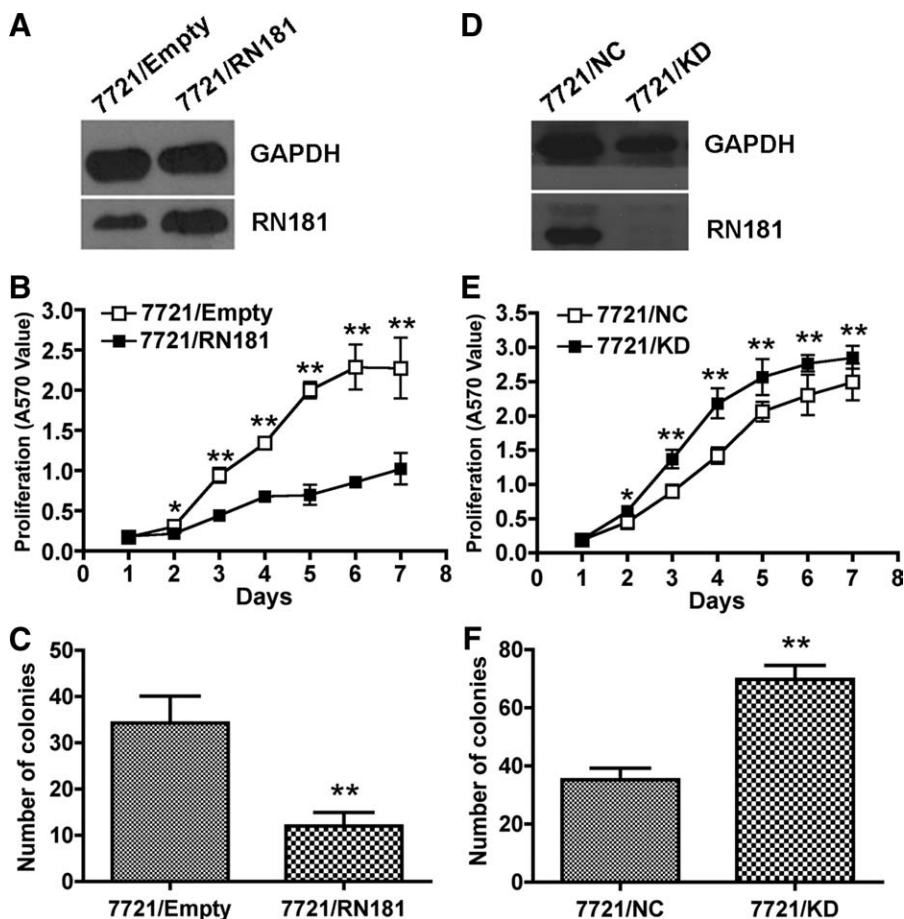 A
7721/Empty
7721/RN181
GAPDH
RN181
B
Proliferation (A570 Value)
3.0
2.5
2.0
1.5
1.0
0.5
0.0
7721/Empty
7721/RN181
*
**
**
**
**
**
0 1 2 3 4 5 6 7 8
Days
C
Number of colonies
50
40
30
20
10
0
**
7721/Empty 7721/RN181
D
7721/NC
7721/KD
GAPDH
RN181
E
Proliferation (A570 Value)
3.5
3.0
2.5
2.0
1.5
1.0
0.5
0.0
7721/NC
7721/KD
*
**
**
**
**
**
0 1 2 3 4 5 6 7 8
Days
F
Number of colonies
80
60
40
20
0
**
7721/NC 7721/KD